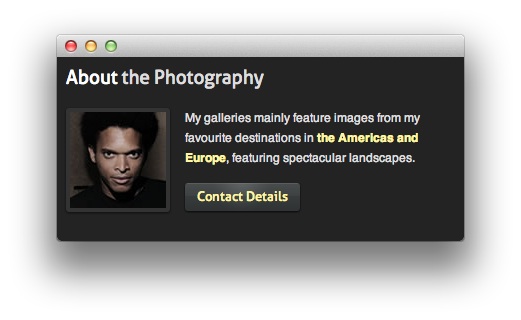 About the Photography
My galleries mainly feature images from my
favourite destinations in the Americas and
Europe, featuring spectacular landscapes.
Contact Details